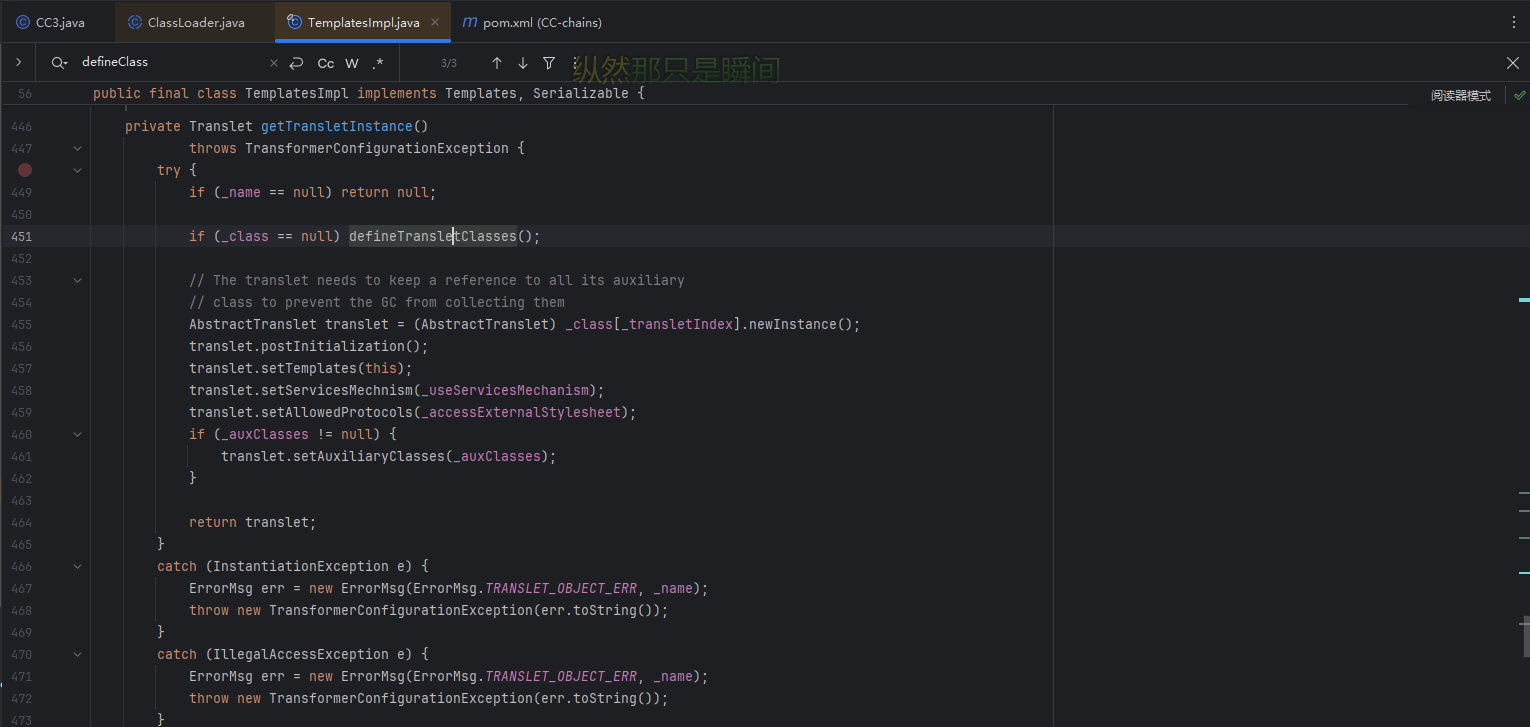 CC3.java ClassLoader.java TemplatesImpl.java × pom.xml (CC-chains)
defineClass × Cc W .* 3/3 纵然那只是瞬间
56 public final class TemplatesImpl implements Templates, Serializable { 阅读器模式
446 private Translet getTransletInstance()
447 throws TransformerConfigurationException {
try {
449 if (_name == null) return null;
450
451 if (_class == null) defineTransletClasses();
452
453 // The translet needs to keep a reference to all its auxiliary
454 // class to prevent the GC from collecting them
455 AbstractTranslet translet = (AbstractTranslet) _class[_transletIndex].newInstance();
456 translet.postInitialization();
457 translet.setTemplates(this);
458 translet.setServicesMechnism(_useServicesMechanism);
459 translet.setAllowedProtocols(_accessExternalStylesheet);
460 if (_auxClasses != null) {
461 translet.setAuxiliaryClasses(_auxClasses);
462 }
463
464 return translet;
465 }
466 catch (InstantiationException e) {
467 ErrorMsg err = new ErrorMsg(ErrorMsg.TRANSLET_OBJECT_ERR, _name);
468 throw new TransformerConfigurationException(err.toString());
469 }
470 catch (IllegalAccessException e) {
471 ErrorMsg err = new ErrorMsg(ErrorMsg.TRANSLET_OBJECT_ERR, _name);
472 throw new TransformerConfigurationException(err.toString());
473 }